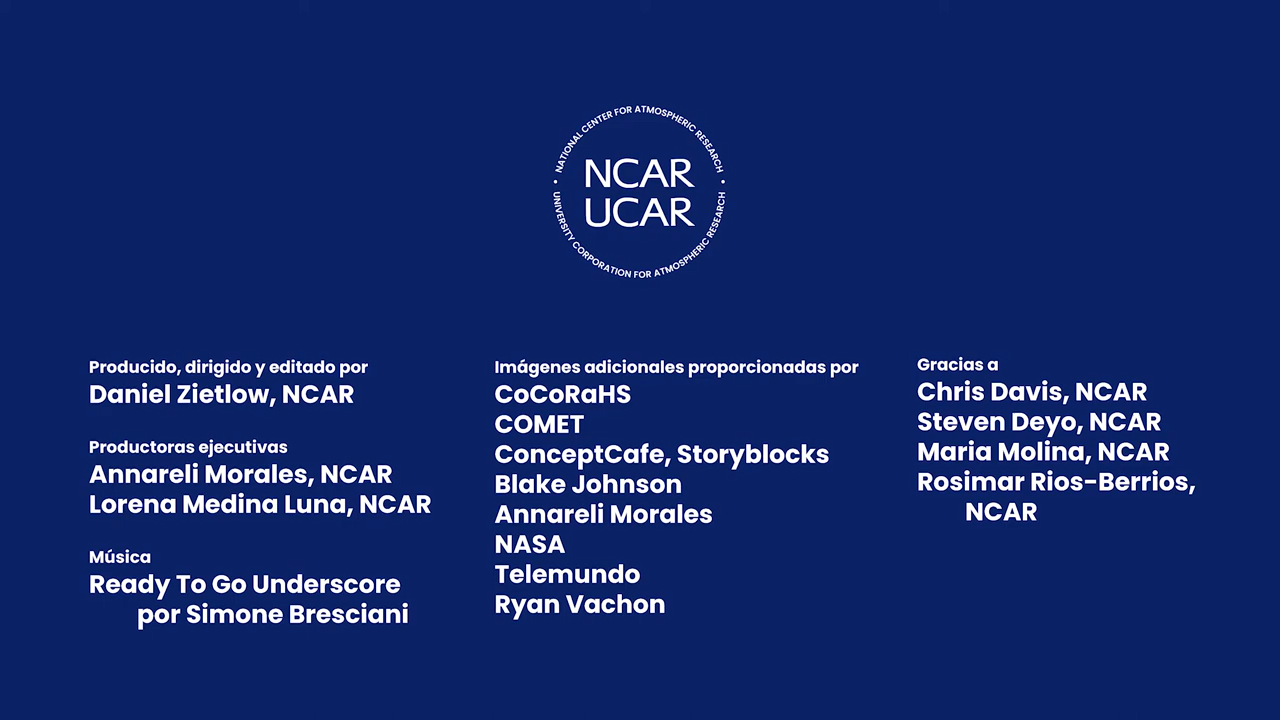 NATIONAL CENTER FOR ATMOSPHERIC RESEARCH
NCAR
UCAR
UNIVERSITY CORPORATION FOR ATMOSPHERIC RESEARCH
Producido, dirigido y editado por
Daniel Zietlow, NCAR
Productoras ejecutivas
Annareli Morales, NCAR
Lorena Medina Luna, NCAR
Música
Ready To Go Underscore
por Simone Bresciani
Imágenes adicionales proporcionadas por
CoCoRaHS
COMET
ConceptCafe, Storyblocks
Blake Johnson
Annareli Morales
NASA
Telemundo
Ryan Vachon
Gracias a
Chris Davis, NCAR
Steven Deyo, NCAR
Maria Molina, NCAR
Rosimar Rios-Berrios,
NCAR